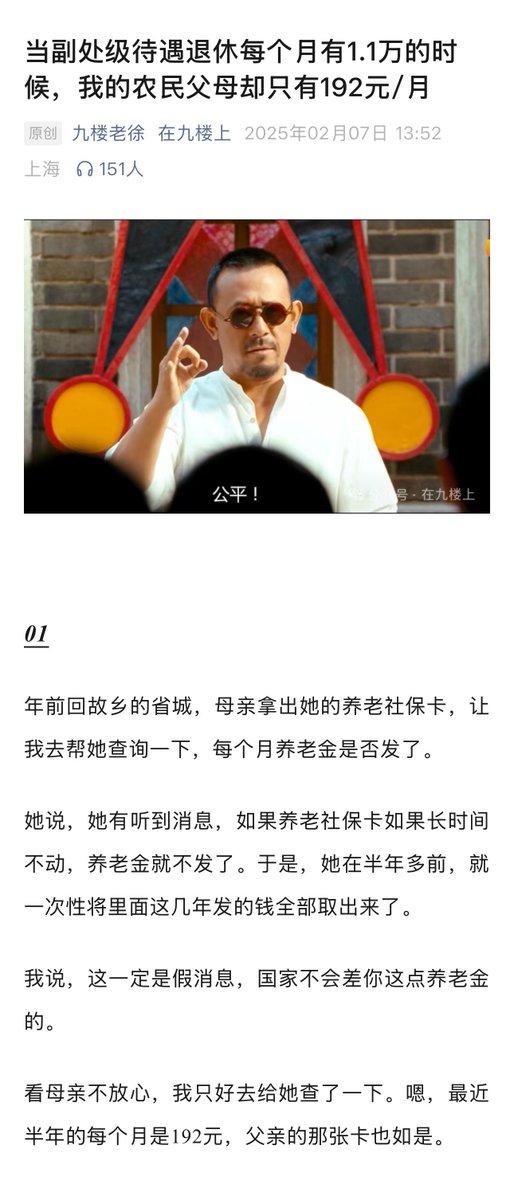 当副处级待遇退休每个月有1.1万的时
候，我的农民父母却只有192元/月
原创 九楼老徐 在九楼上 2025年02月07日 13:52
上海 151人
公平！
号 · 在九楼上
01
年前回故乡的省城，母亲拿出她的养老社保卡，让
我去帮她查询一下，每个月养老金是否发了。
她说，她有听到消息，如果养老社保卡如果长时间
不动，养老金就不发了。于是，她在半年多前，就
一次性将里面这几年发的钱全部取出来了。
我说，这一定是假消息，国家不会差你这点养老金
的。
看母亲不放心，我只好去给她查了一下。嗯，最近
半年的每个月是192元，父亲的那张卡也如是。